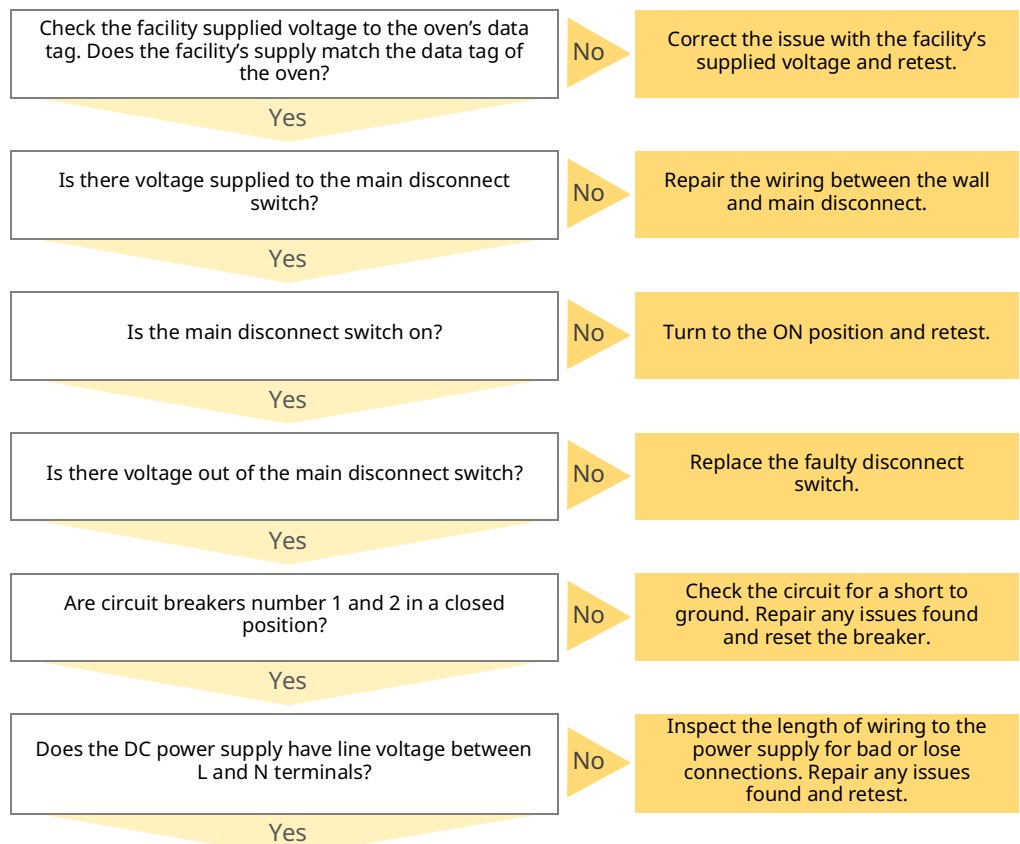 Check the facility supplied voltage to the oven’s data
tag. Does the facility’s supply match the data tag of
the oven?
No
Correct the issue with the facility’s
supplied voltage and retest.
Yes
Is there voltage supplied to the main disconnect
switch?
No
Repair the wiring between the wall
and main disconnect.
Yes
Is the main disconnect switch on?
No
Turn to the ON position and retest.
Yes
Is there voltage out of the main disconnect switch?
No
Replace the faulty disconnect
switch.
Yes
Are circuit breakers number 1 and 2 in a closed
position?
No
Check the circuit for a short to
ground. Repair any issues found
and reset the breaker.
Yes
Does the DC power supply have line voltage between
L and N terminals?
No
Inspect the length of wiring to the
power supply for bad or lose
connections. Repair any issues
found and retest.
Yes